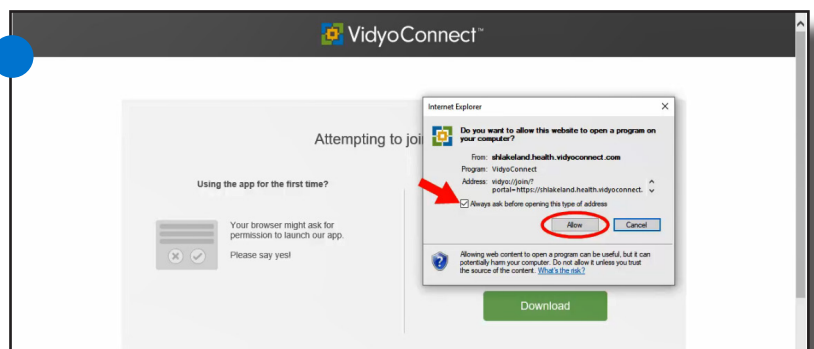 VidyoConnect™
Attempting to joi
Using the app for the first time?
Your browser might ask for
permission to launch our app.
Please say yes!
Internet Explorer
Do you want to allow this website to open a program on
your computer?
From: shlakeland.health.vidyoconnect.com
Program: VidyoConnect
Address: vidyo://join/?
portal=https://shlakeland.health.vidyoconnect.
Always ask before opening this type of address
Allow Cancel
Allowing web content to open a program can be useful, but it can
potentially harm your computer. Do not allow it unless you trust
the source of the content. What's the risk?
Download